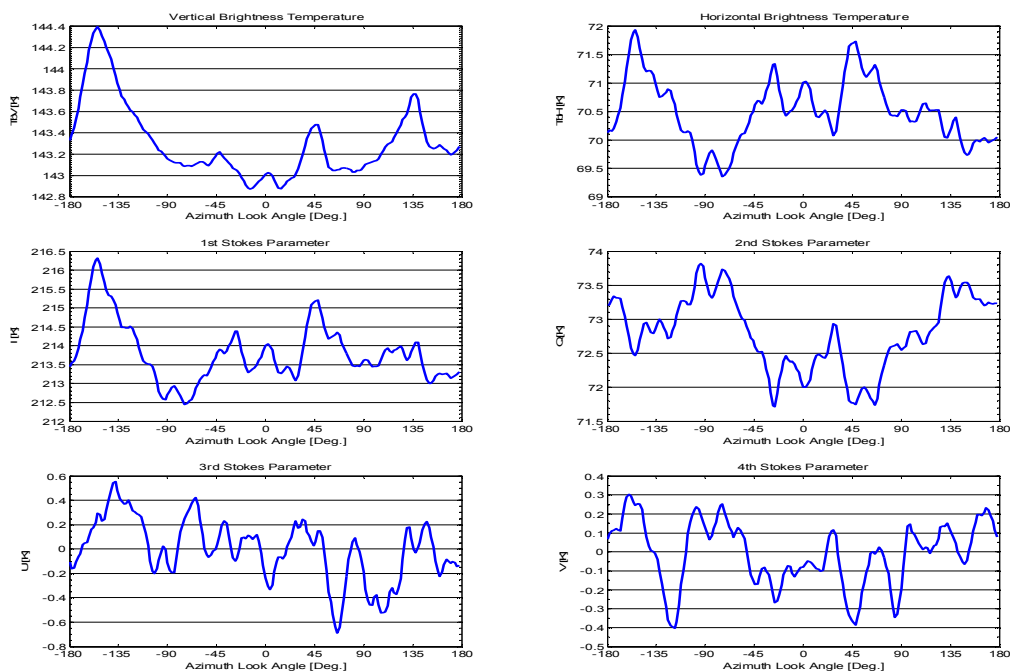 Vertical Brightness Temperature
144.4
144.2
144
143.8
143.6
143.4
143.2
143
142.8
-180 -135 -90 -45 0 45 90 135 180
Azimuth Look Angle [Deg.]
Horizontal Brightness Temperature
72
71.5
71
70.5
70
69.5
69
-180 -135 -90 -45 0 45 90 135 180
Azimuth Look Angle [Deg.]
1st Stokes Parameter
216.5
216
215.5
215
214.5
214
213.5
213
212.5
212
-180 -135 -90 -45 0 45 90 135 180
Azimuth Look Angle [Deg.]
2nd Stokes Parameter
74
73.5
73
72.5
72
71.5
-180 -135 -90 -45 0 45 90 135 180
Azimuth Look Angle [Deg.]
3rd Stokes Parameter
0.6
0.4
0.2
0
-0.2
-0.4
-0.6
-0.8
-180 -135 -90 -45 0 45 90 135 180
Azimuth Look Angle [Deg.]
4th Stokes Parameter
0.4
0.3
0.2
0.1
0
-0.1
-0.2
-0.3
-0.4
-0.5
-180 -135 -90 -45 0 45 90 135 180
Azimuth Look Angle [Deg.]